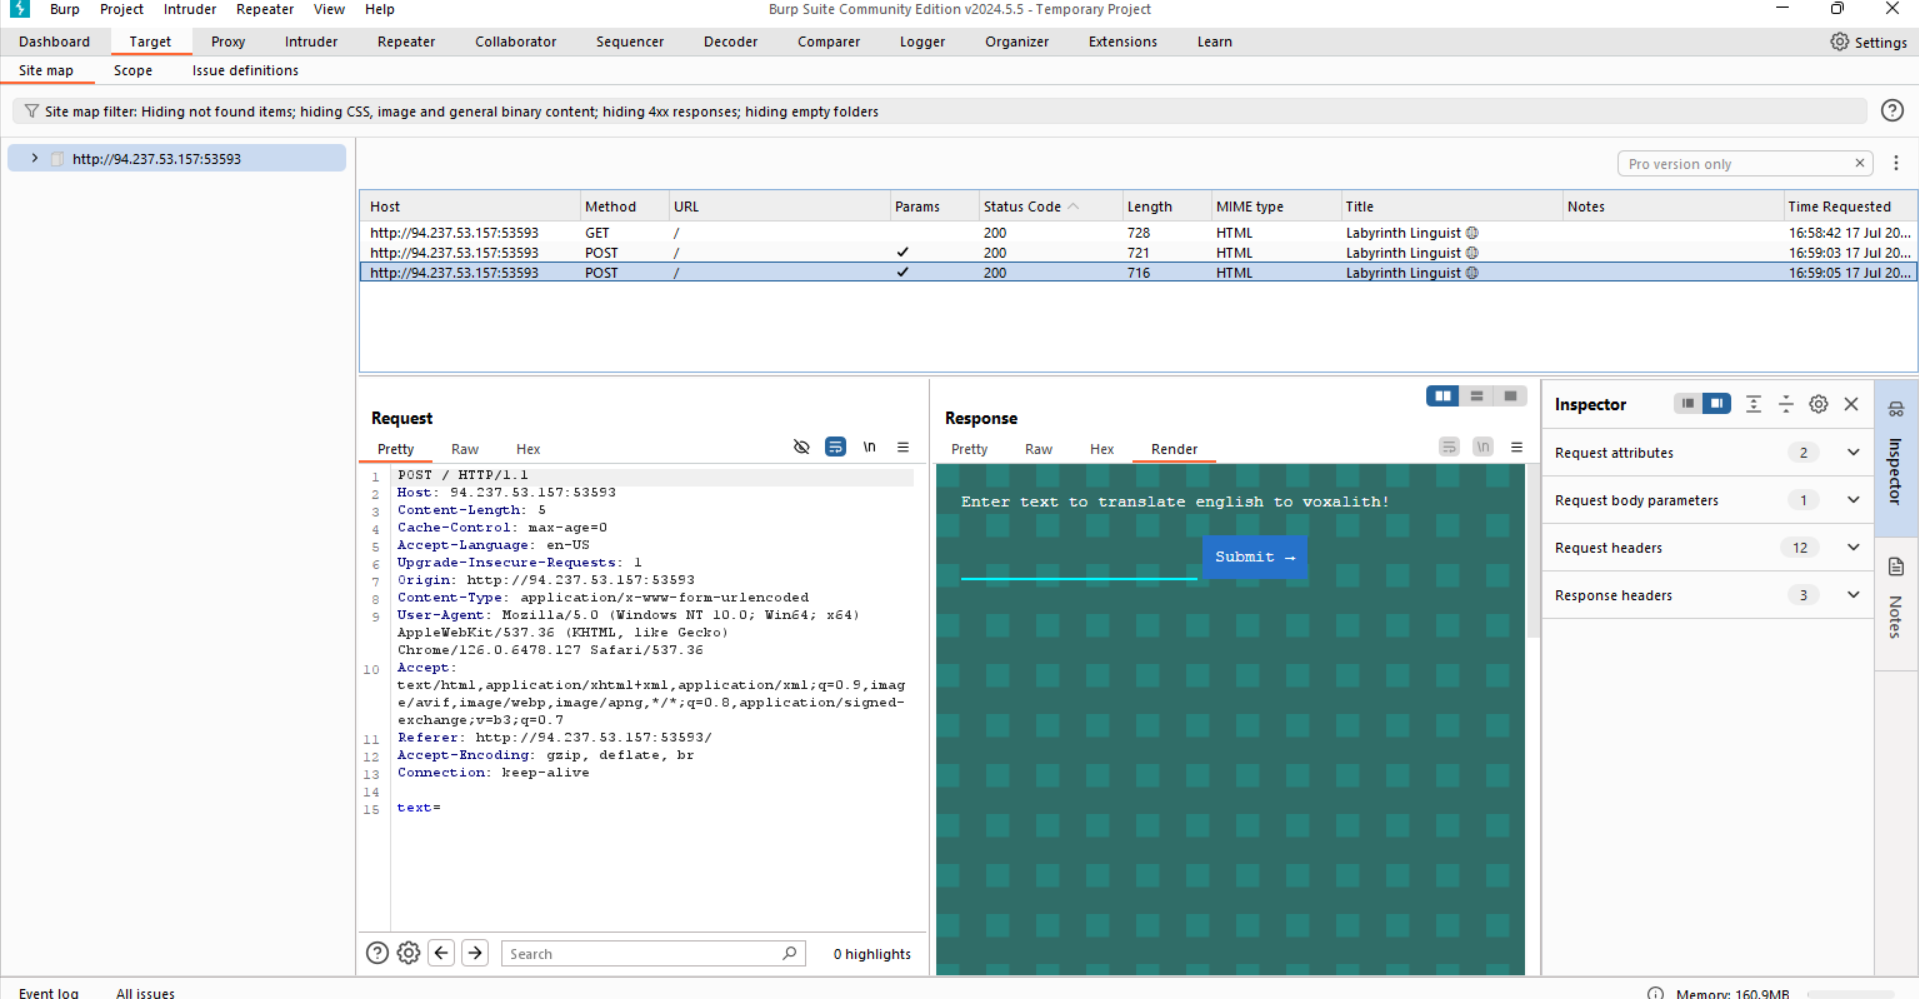 Burp Project Intruder Repeater View Help Burp Suite Community Edition v2024.5.5 - Temporary Project
Dashboard Target Proxy Intruder Repeater Collaborator Sequencer Decoder Comparer Logger Organizer Extensions Learn Settings
Site map Scope Issue definitions
Site map filter: Hiding not found items; hiding CSS, image and general binary content; hiding 4xx responses; hiding empty folders
http://94.237.53.157:53593
Pro version only
Host Method URL Params Status Code Length MIME type Title Notes Time Requested
http://94.237.53.157:53593 GET / 200 728 HTML Labyrinth Linguist 16:58:42 17 Jul 20...
http://94.237.53.157:53593 POST / ✓ 200 721 HTML Labyrinth Linguist 16:59:03 17 Jul 20...
http://94.237.53.157:53593 POST / ✓ 200 716 HTML Labyrinth Linguist 16:59:05 17 Jul 20...
Request
Pretty Raw Hex \n
1 POST / HTTP/1.1
2 Host: 94.237.53.157:53593
3 Content-Length: 5
4 Cache-Control: max-age=0
5 Accept-Language: en-US
6 Upgrade-Insecure-Requests: 1
7 Origin: http://94.237.53.157:53593
8 Content-Type: application/x-www-form-urlencoded
9 User-Agent: Mozilla/5.0 (Windows NT 10.0; Win64; x64)
AppleWebKit/537.36 (KHTML, like Gecko)
Chrome/126.0.6478.127 Safari/537.36
10 Accept:
text/html,application/xhtml+xml,application/xml;q=0.9,imag
e/avif,image/webp,image/apng,*/*;q=0.8,application/signed-
exchange;v=b3;q=0.7
11 Referer: http://94.237.53.157:53593/
12 Accept-Encoding: gzip, deflate, br
13 Connection: keep-alive
14
15 text=
Search 0 highlights
Response
Pretty Raw Hex Render \n
Enter text to translate english to voxalith!
Submit →
Inspector
Request attributes 2
Request body parameters 1
Request headers 12
Response headers 3
Inspector
Notes
Event log All issues Memory: 160.9MB